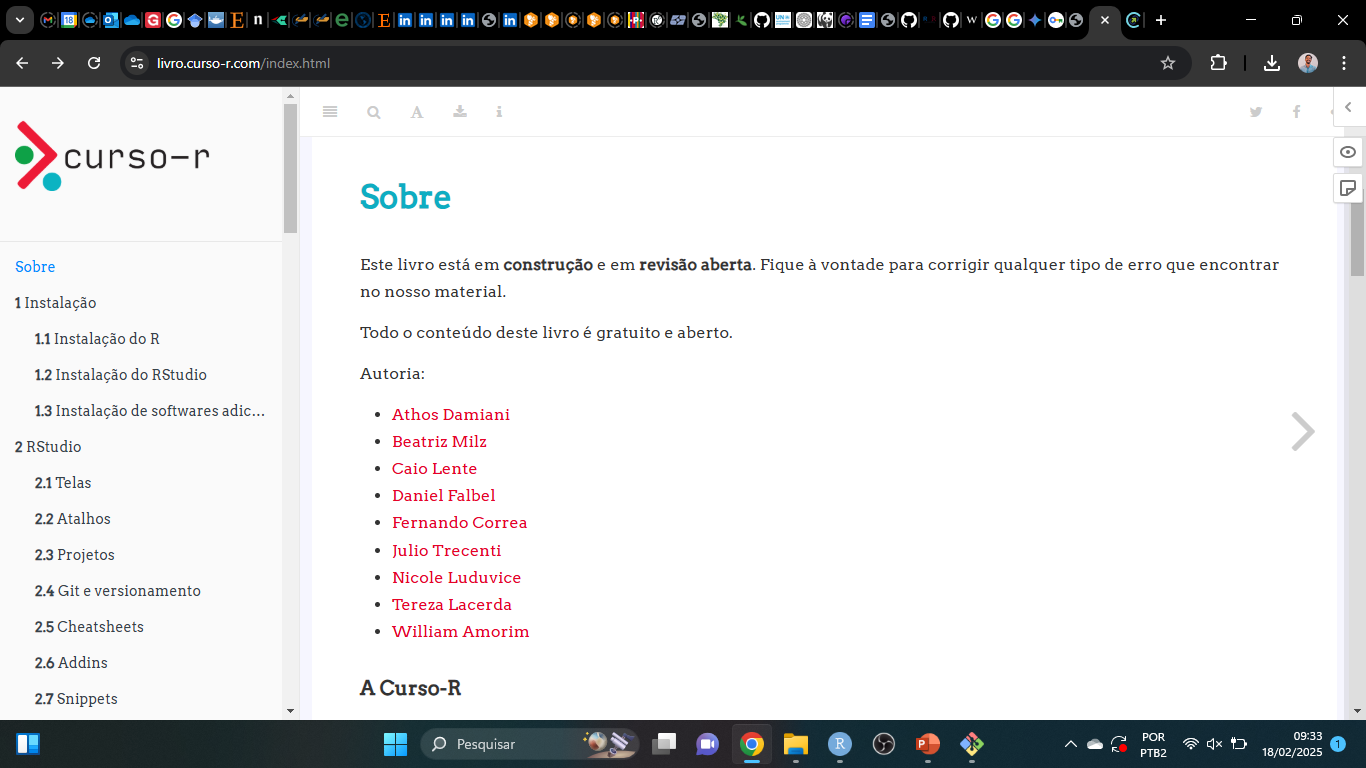 livro.curso-r.com/index.html
curso-r
Sobre
1 Instalação
1.1 Instalação do R
1.2 Instalação do RStudio
1.3 Instalação de softwares adic...
2 RStudio
2.1 Telas
2.2 Atalhos
2.3 Projetos
2.4 Git e versionamento
2.5 Cheatsheets
2.6 Addins
2.7 Snippets
Sobre
Este livro está em construção e em revisão aberta. Fique à vontade para corrigir qualquer tipo de erro que encontrar
no nosso material.
Todo o conteúdo deste livro é gratuito e aberto.
Autoria:
Athos Damiani
Beatriz Milz
Caio Lente
Daniel Falbel
Fernando Correa
Julio Trecenti
Nicole Luduvice
Tereza Lacerda
William Amorim
A Curso-R
Pesquisar
POR
PTB2
09:33
18/02/2025
1